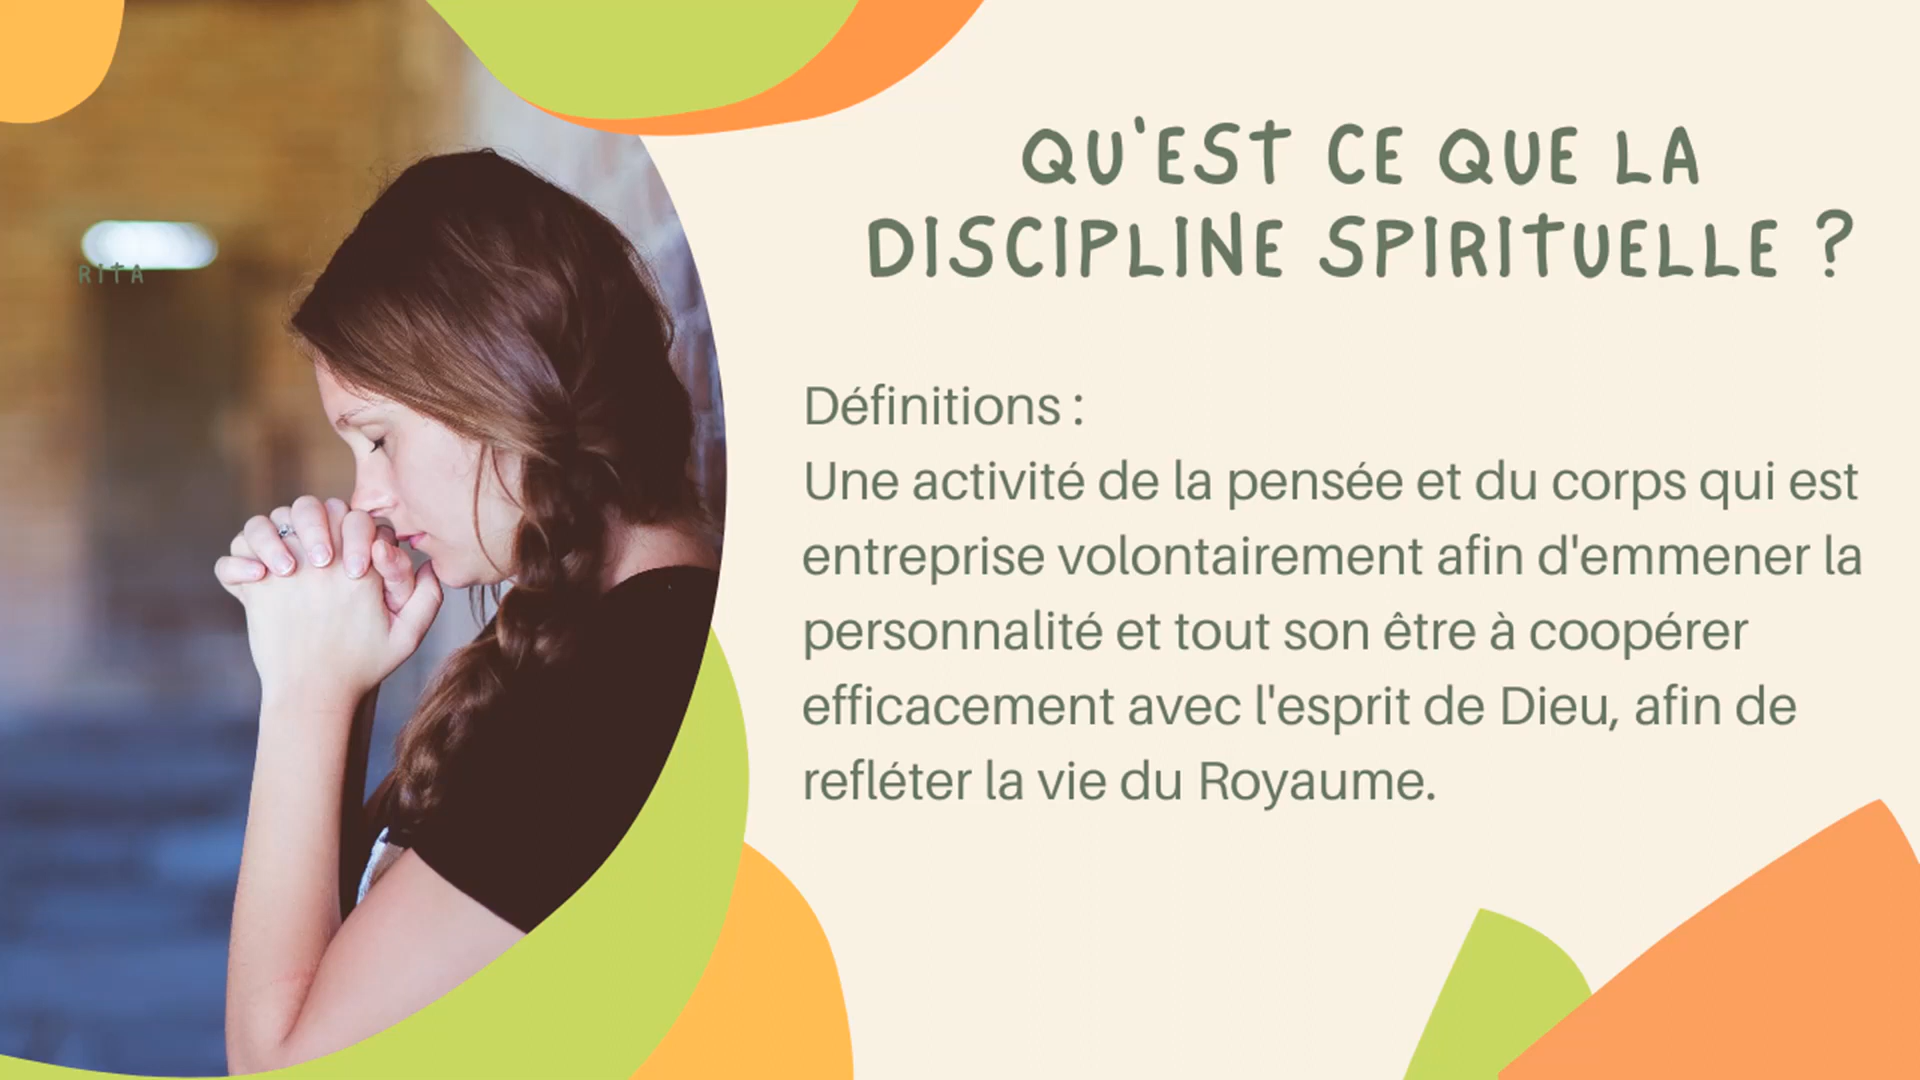 QU'EST CE QUE LA
DISCIPLINE SPIRITUELLE ?
RITA
Définitions :
Une activité de la pensée et du corps qui est
entreprise volontairement afin d'emmener la
personnalité et tout son être à coopérer
efficacement avec l'esprit de Dieu, afin de
refléter la vie du Royaume.